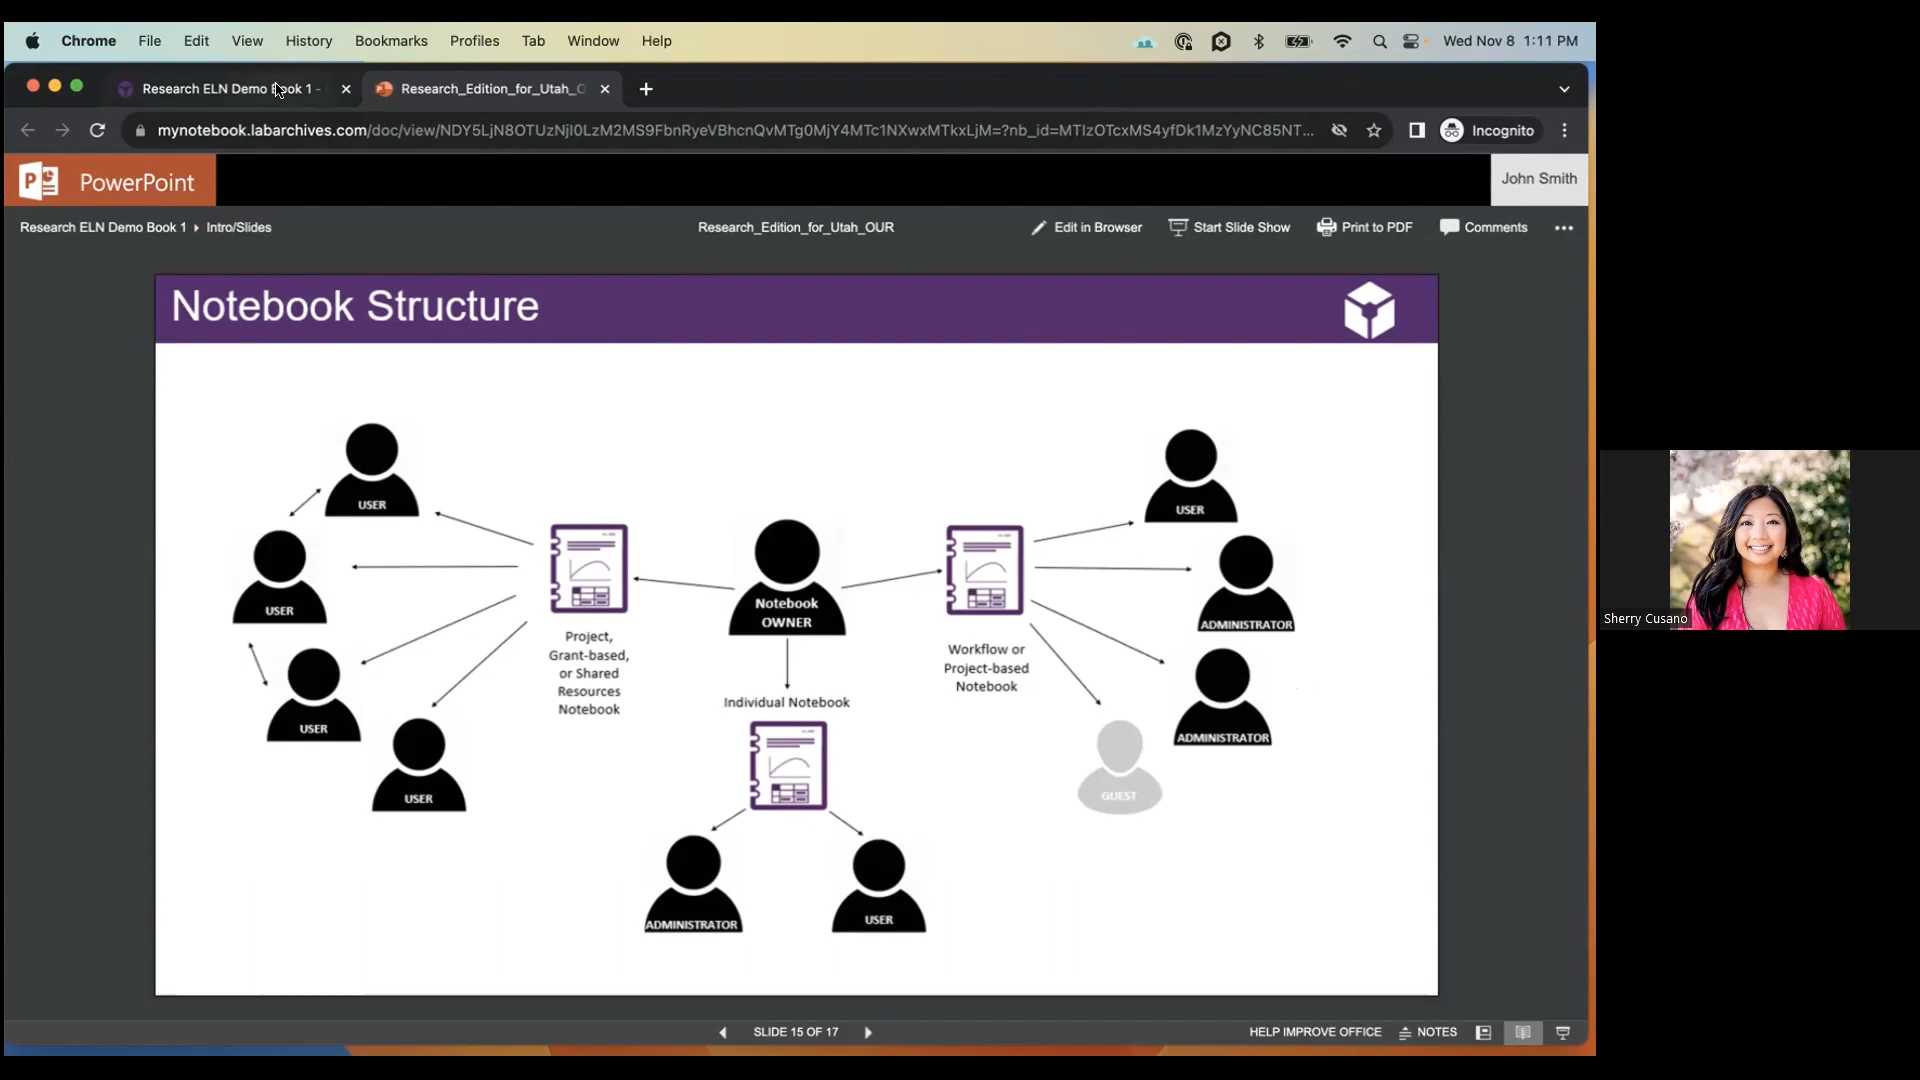 Chrome File Edit View History Bookmarks Profiles Tab Window Help Wed Nov 8 1:11 PM
Research ELN Demo Book 1 - Research_Edition_for_Utah_O
mynotebook.labarchives.com/doc/view/NDY5LjN8OTUzNjI0LzM2MS9FbnRyeVBhcnQvMTg0MjY4MTc1NXwxMTkxLjM=?nb_id=MTIzOTcxMS4yfDk1MzYyNC85NT... Incognito
P PowerPoint John Smith
Research ELN Demo Book 1 Intro/Slides Research_Edition_for_Utah_OUR Edit in Browser Start Slide Show Print to PDF Comments
Notebook Structure
USER
USER
USER
USER
Project,
Grant-based,
or Shared
Resources
Notebook
Notebook
OWNER
Individual Notebook
ADMINISTRATOR
USER
Workflow or
Project-based
Notebook
USER
ADMINISTRATOR
ADMINISTRATOR
GUEST
Sherry Cusano
SLIDE 15 OF 17 HELP IMPROVE OFFICE NOTES